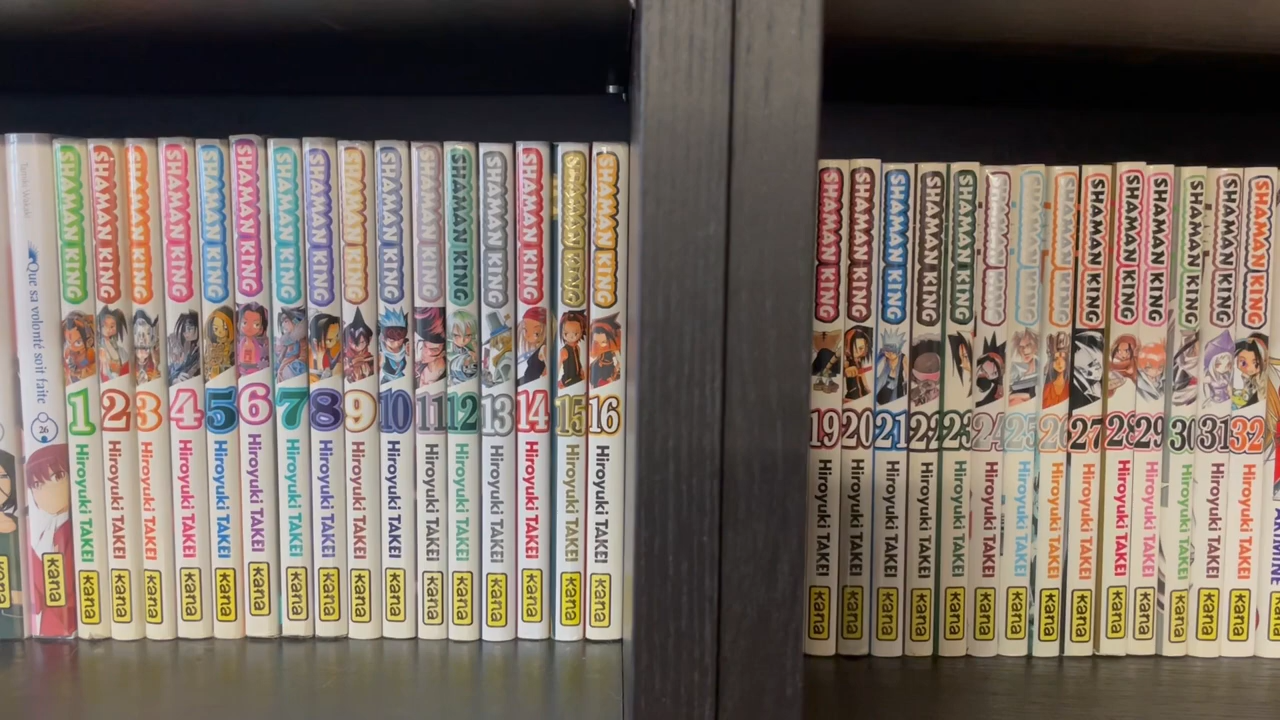 Que sa volonté soit faite
26
Kana
SHAMAN KING 1 Hiroyuki TAKEI Kana
SHAMAN KING 2 Hiroyuki TAKEI Kana
SHAMAN KING 3 Hiroyuki TAKEI Kana
SHAMAN KING 4 Hiroyuki TAKEI Kana
SHAMAN KING 5 Hiroyuki TAKEI Kana
SHAMAN KING 6 Hiroyuki TAKEI Kana
SHAMAN KING 7 Hiroyuki TAKEI Kana
SHAMAN KING 8 Hiroyuki TAKEI Kana
SHAMAN KING 9 Hiroyuki TAKEI Kana
SHAMAN KING 10 Hiroyuki TAKEI Kana
SHAMAN KING 11 Hiroyuki TAKEI Kana
SHAMAN KING 12 Hiroyuki TAKEI Kana
SHAMAN KING 13 Hiroyuki TAKEI Kana
SHAMAN KING 14 Hiroyuki TAKEI Kana
SHAMAN KING 15 Hiroyuki TAKEI Kana
SHAMAN KING 16 Hiroyuki TAKEI Kana
SHAMAN KING 19 Hiroyuki TAKEI Kana
SHAMAN KING 20 Hiroyuki TAKEI Kana
SHAMAN KING 21 Hiroyuki TAKEI Kana
SHAMAN KING 22 Hiroyuki TAKEI Kana
SHAMAN KING 23 Hiroyuki TAKEI Kana
SHAMAN KING 24 Hiroyuki TAKEI Kana
SHAMAN KING 25 Hiroyuki TAKEI Kana
SHAMAN KING 26 Hiroyuki TAKEI Kana
SHAMAN KING 27 Hiroyuki TAKEI Kana
SHAMAN KING 28 Hiroyuki TAKEI Kana
SHAMAN KING 29 Hiroyuki TAKEI Kana
SHAMAN KING 30 Hiroyuki TAKEI Kana
SHAMAN KING 31 Hiroyuki TAKEI Kana
SHAMAN KING 32 Hiroyuki TAKEI Kana